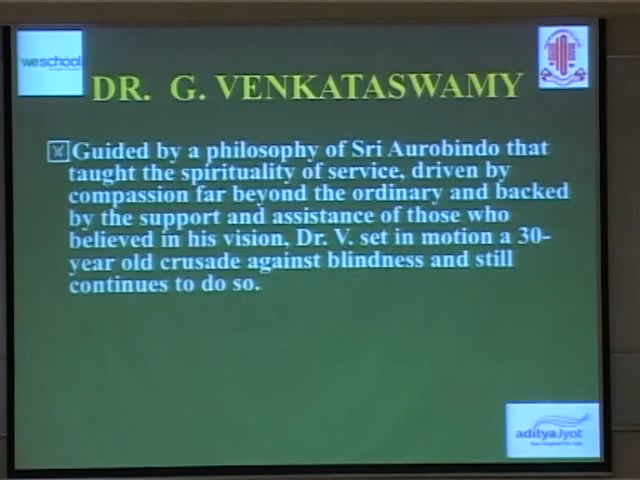 weschool
DR. G. VENKATASWAMY
Guided by a philosophy of Sri Aurobindo that
taught the spirituality of service, driven by
compassion far beyond the ordinary and backed
by the support and assistance of those who
believed in his vision, Dr. V. set in motion a 30-
year old crusade against blindness and still
continues to do so.
aditya Jyot